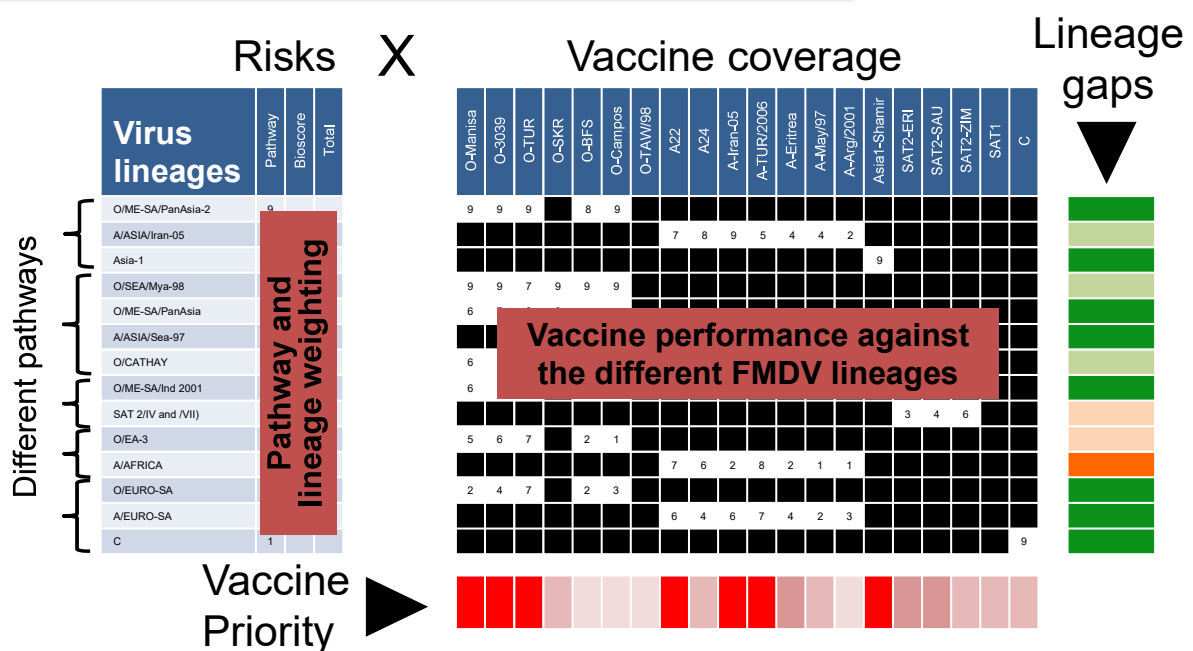 Risks X Vaccine coverage
Lineage
gaps
Virus
lineages
Pathway
Bioscore
Total
O-Manisa
O-3039
O-TUR
O-SKR
O-BFS
O-Campos
O-TAW/98
A22
A24
A-Iran-05
A-TUR/2006
A-Eritrea
A-May/97
A-Arg/2001
Asia1-Shamir
SAT2-ERI
SAT2-SAU
SAT2-ZIM
SAT1
C
Different pathways
O/ME-SA/PanAsia-2 9 9 9 9 8 9
A/ASIA/Iran-05 7 8 9 5 4 4 2
Asia-1 9
O/SEA/Mya-98 9 9 7 9 9 9
O/ME-SA/PanAsia 6
A/ASIA/Sea-97
O/CATHAY 6
O/ME-SA/Ind 2001 6
SAT 2/IV and /VII) 3 4 6
O/EA-3 5 6 7 2 1
A/AFRICA 7 6 2 8 2 1 1
O/EURO-SA 2 4 7 2 3
A/EURO-SA 6 4 6 7 4 2 3
C 1 9
Pathway and
lineage weighting
Vaccine performance against
the different FMDV lineages
Vaccine
Priority